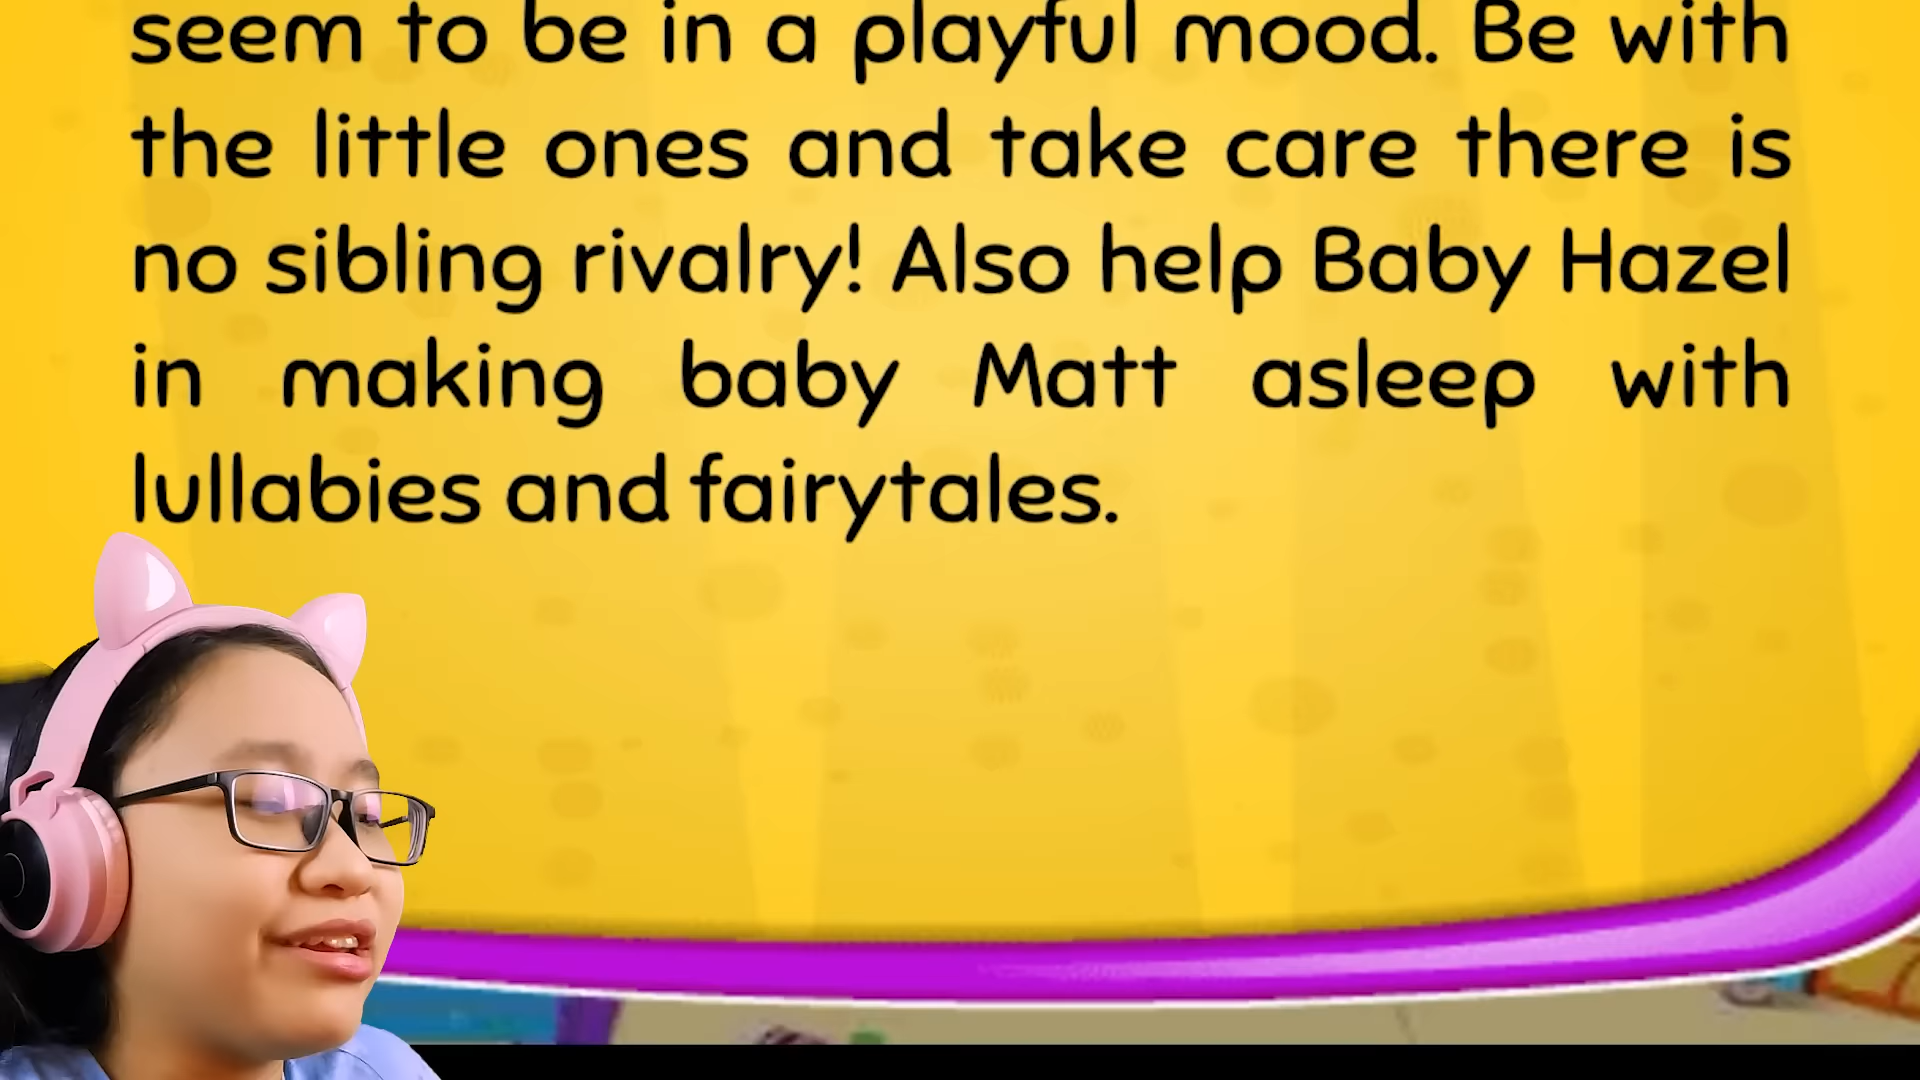 seem to be in a playful mood. Be with
the little ones and take care there is
no sibling rivalry! Also help Baby Hazel
in making baby Matt asleep with
lullabies and fairytales.